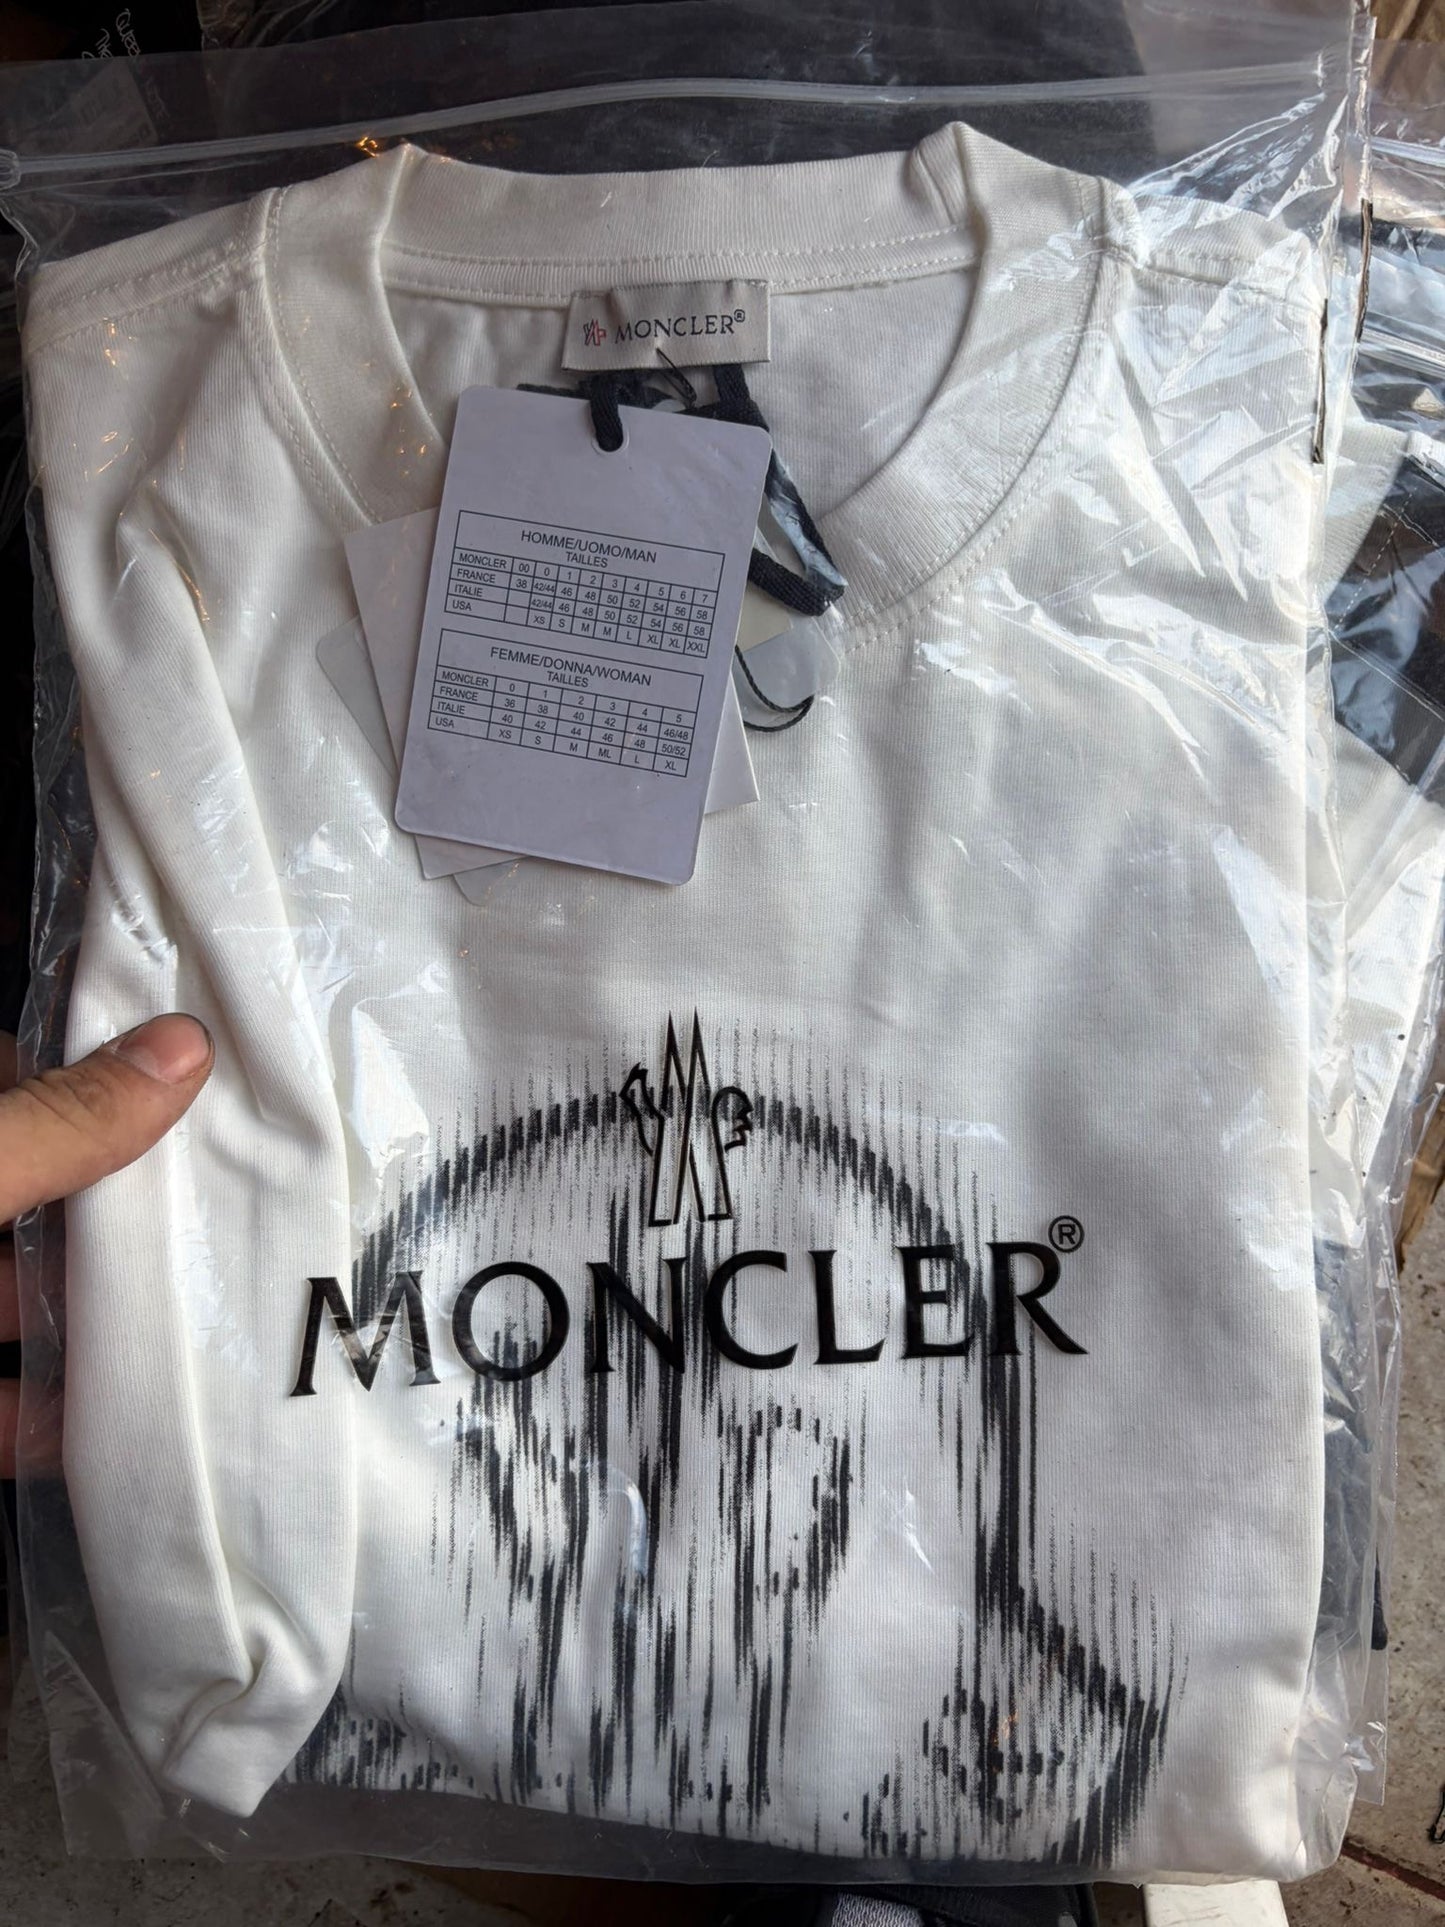 MONCLER®
HOMME/UOMO/MAN
TAILLES
MONCLER 00 0 1 2 3 4 5 6 7
FRANCE 38 42/44 46 48 50 52 54 56 58
ITALIE 42/44 46 48 50 52 54 56 58
USA XS S M M L XL XL XXL
FEMME/DONNA/WOMAN
TAILLES
MONCLER 0 1 2 3 4 5
FRANCE 36 38 40 42 44 46/48
ITALIE 40 42 44 46 48 50/52
USA XS S M ML L XL
MONCLER®